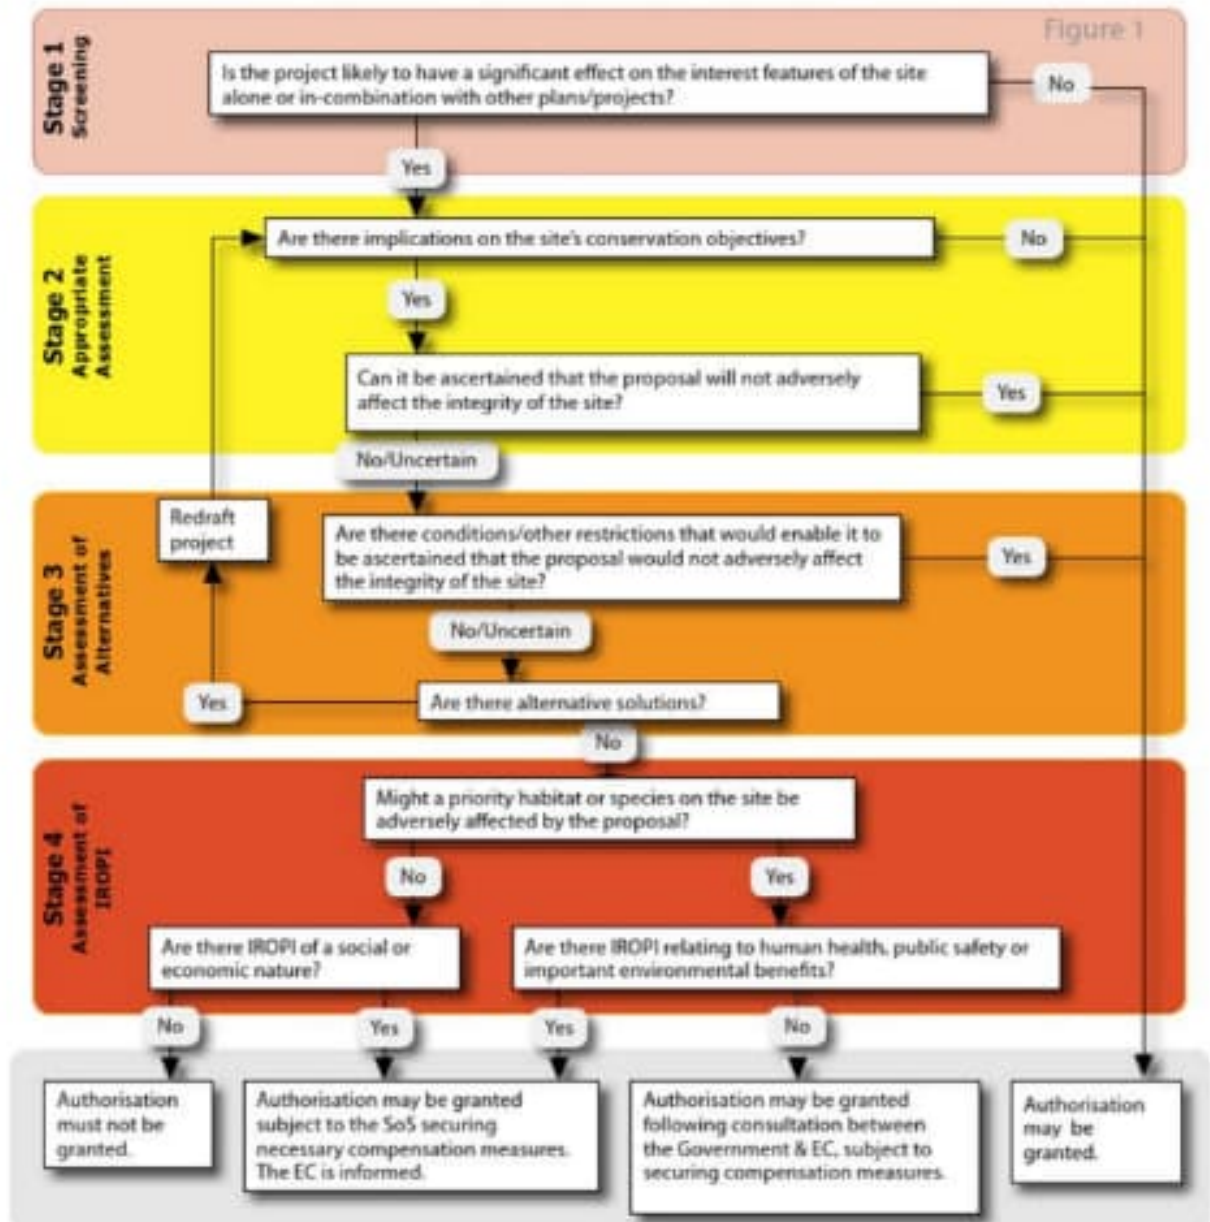 Figure 1
Stage 1
Screening
Is the project likely to have a significant effect on the interest features of the site
alone or in-combination with other plans/projects?
No
Yes
Stage 2
Appropriate
Assessment
Are there implications on the site's conservation objectives?
No
Yes
Can it be ascertained that the proposal will not adversely
affect the integrity of the site?
Yes
No/Uncertain
Stage 3
Assessment of
Alternatives
Redraft
project
Are there conditions/other restrictions that would enable it to
be ascertained that the proposal would not adversely affect
the integrity of the site?
Yes
No/Uncertain
Are there alternative solutions?
Yes
No
Stage 4
Assessment of
IROPI
Might a priority habitat or species on the site be
adversely affected by the proposal?
No
Yes
Are there IROPI of a social or
economic nature?
Are there IROPI relating to human health, public safety or
important environmental benefits?
No
Yes
Yes
No
Authorisation
must not be
granted.
Authorisation may be granted
subject to the SoS securing
necessary compensation measures.
The EC is informed.
Authorisation may be granted
following consultation between
the Government & EC, subject to
securing compensation measures.
Authorisation
may be
granted.